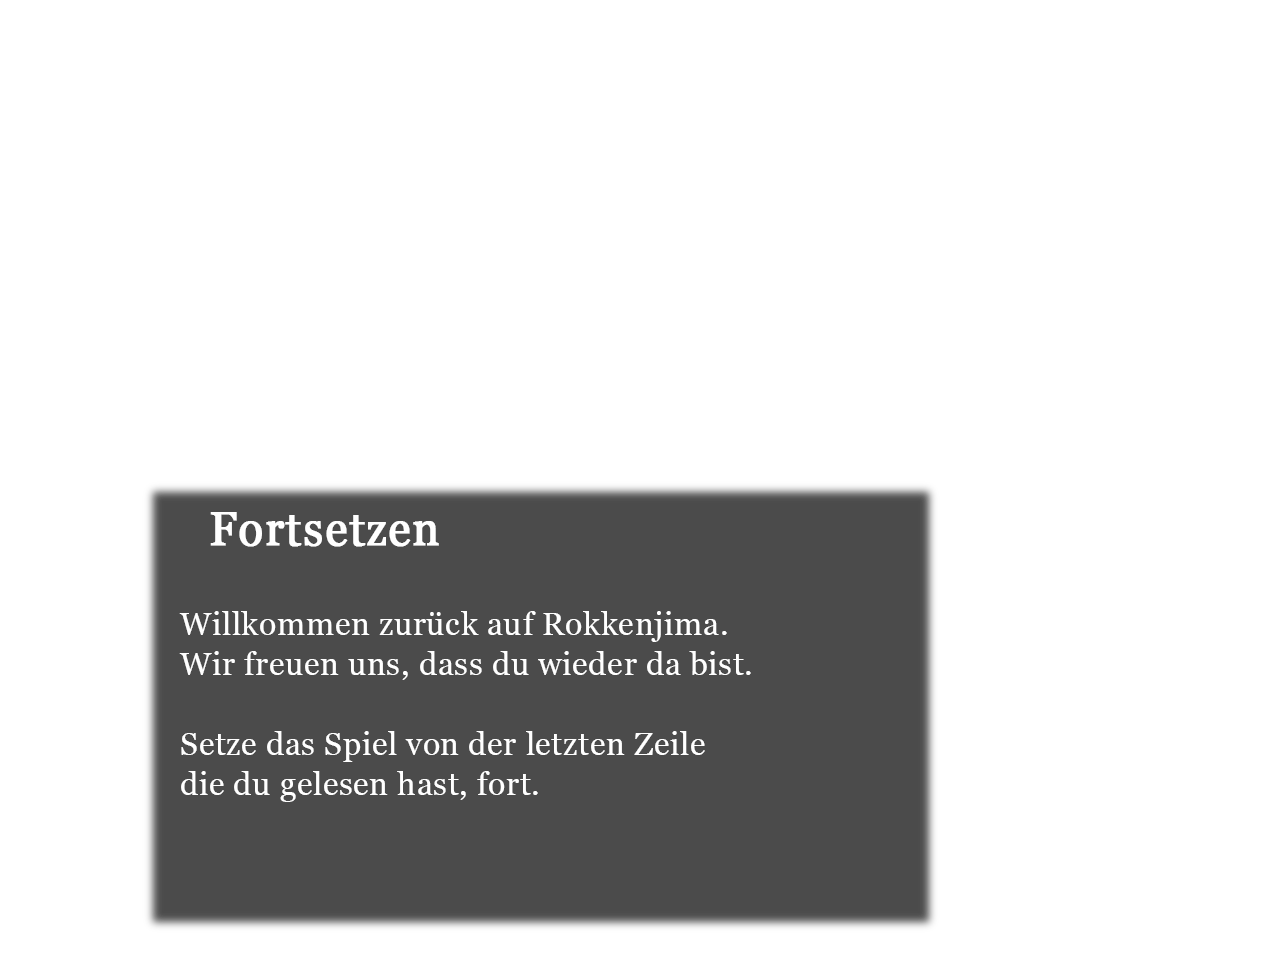 Fortsetzen
Willkommen zurück auf Rokkenjima.
Wir freuen uns, dass du wieder da bist.
Setze das Spiel von der letzten Zeile
die du gelesen hast, fort.